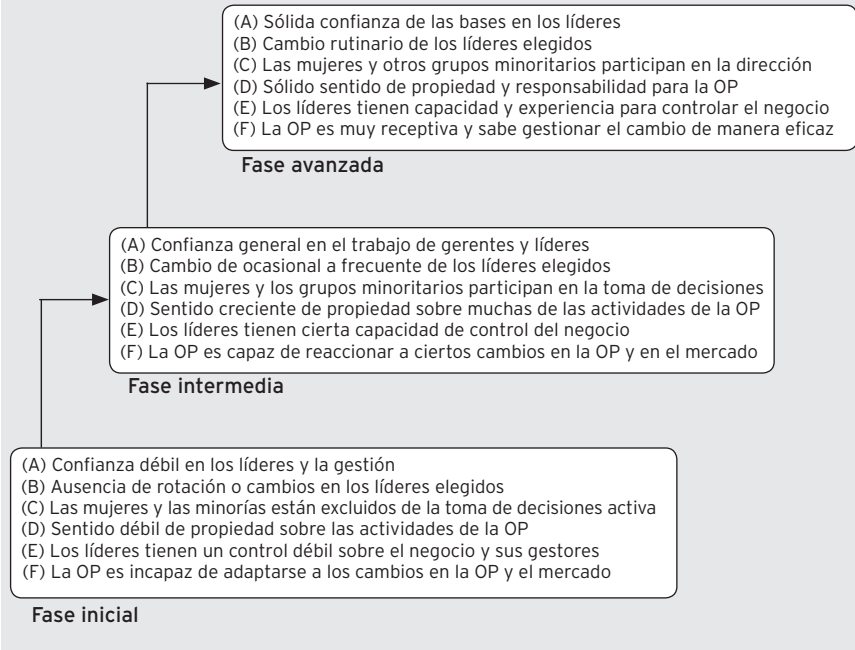 (A) Sólida confianza de las bases en los líderes
(B) Cambio rutinario de los líderes elegidos
(C) Las mujeres y otros grupos minoritarios participan en la dirección
(D) Sólido sentido de propiedad y responsabilidad para la OP
(E) Los líderes tienen capacidad y experiencia para controlar el negocio
(F) La OP es muy receptiva y sabe gestionar el cambio de manera eficaz
Fase avanzada
(A) Confianza general en el trabajo de gerentes y líderes
(B) Cambio de ocasional a frecuente de los líderes elegidos
(C) Las mujeres y los grupos minoritarios participan en la toma de decisiones
(D) Sentido creciente de propiedad sobre muchas de las actividades de la OP
(E) Los líderes tienen cierta capacidad de control del negocio
(F) La OP es capaz de reaccionar a ciertos cambios en la OP y en el mercado
Fase intermedia
(A) Confianza débil en los líderes y la gestión
(B) Ausencia de rotación o cambios en los líderes elegidos
(C) Las mujeres y las minorías están excluidos de la toma de decisiones activa
(D) Sentido débil de propiedad sobre las actividades de la OP
(E) Los líderes tienen un control débil sobre el negocio y sus gestores
(F) La OP es incapaz de adaptarse a los cambios en la OP y el mercado
Fase inicial